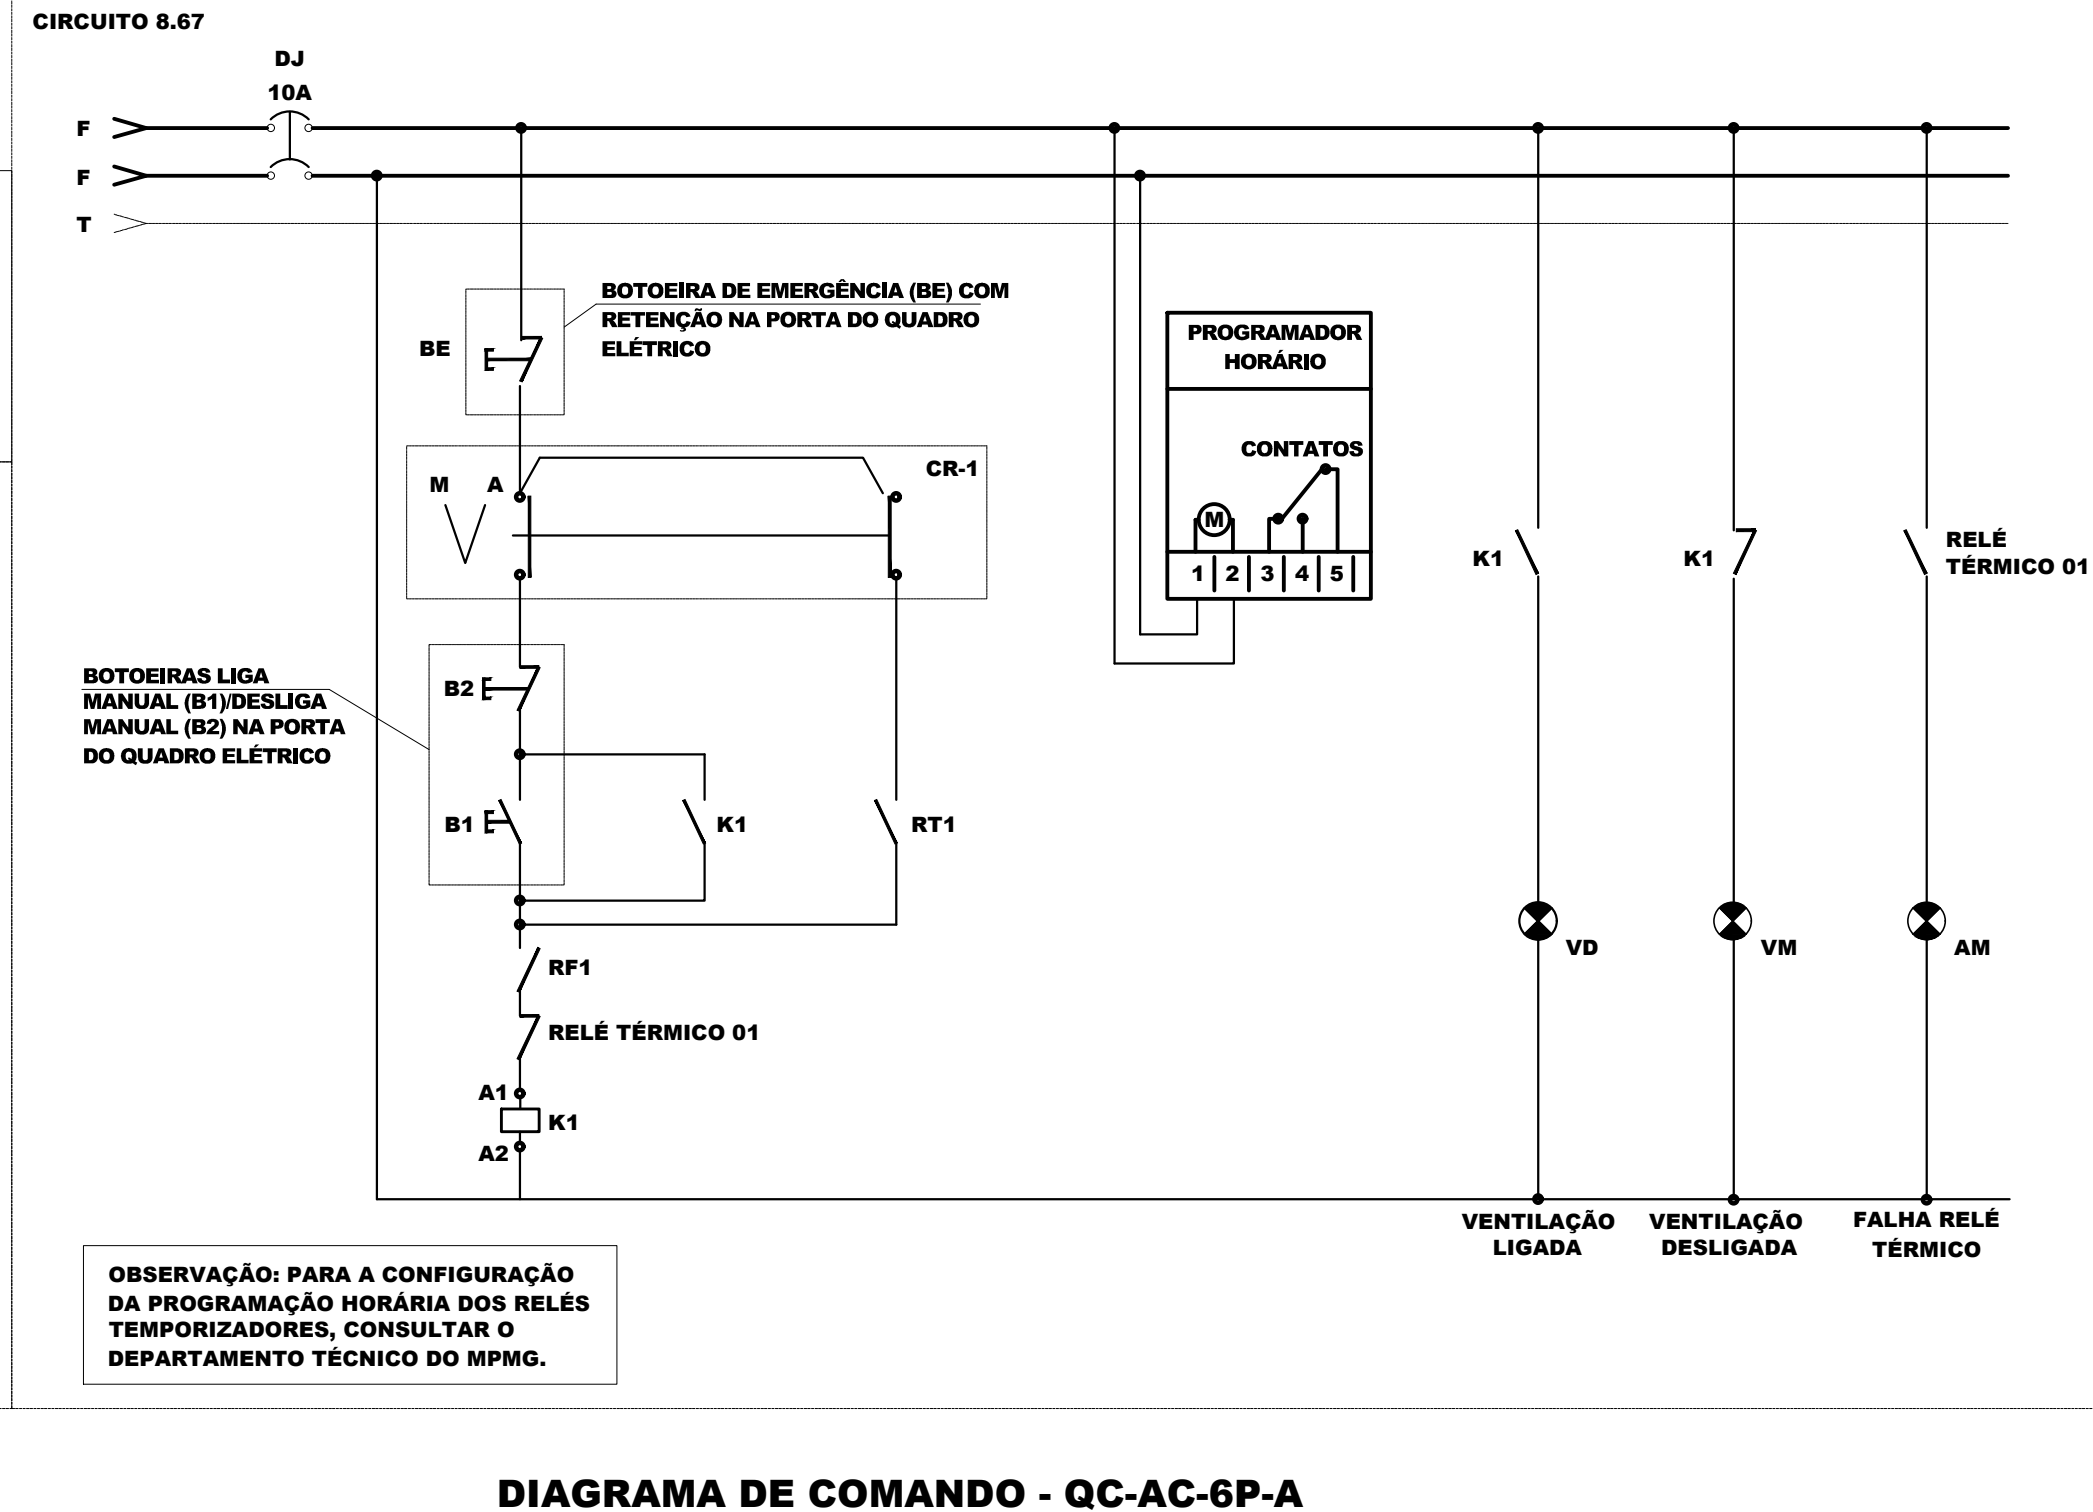 CIRCUITO 8.67
DJ
10A
F
F
T
BOTOEIRA DE EMERGÊNCIA (BE) COM
RETENÇÃO NA PORTA DO QUADRO
ELÉTRICO
BE
PROGRAMADOR
HORÁRIO
CONTATOS
M
1 2 3 4 5
M A
CR-1
K1
K1
RELÉ
TÉRMICO 01
BOTOEIRAS LIGA
MANUAL (B1)/DESLIGA
MANUAL (B2) NA PORTA
DO QUADRO ELÉTRICO
B2
B1
K1
RT1
VD
VM
AM
RF1
RELÉ TÉRMICO 01
A1
K1
A2
VENTILAÇÃO
LIGADA
VENTILAÇÃO
DESLIGADA
FALHA RELÉ
TÉRMICO
OBSERVAÇÃO: PARA A CONFIGURAÇÃO
DA PROGRAMAÇÃO HORÁRIA DOS RELÉS
TEMPORIZADORES, CONSULTAR O
DEPARTAMENTO TÉCNICO DO MPMG.
DIAGRAMA DE COMANDO - QC-AC-6P-A